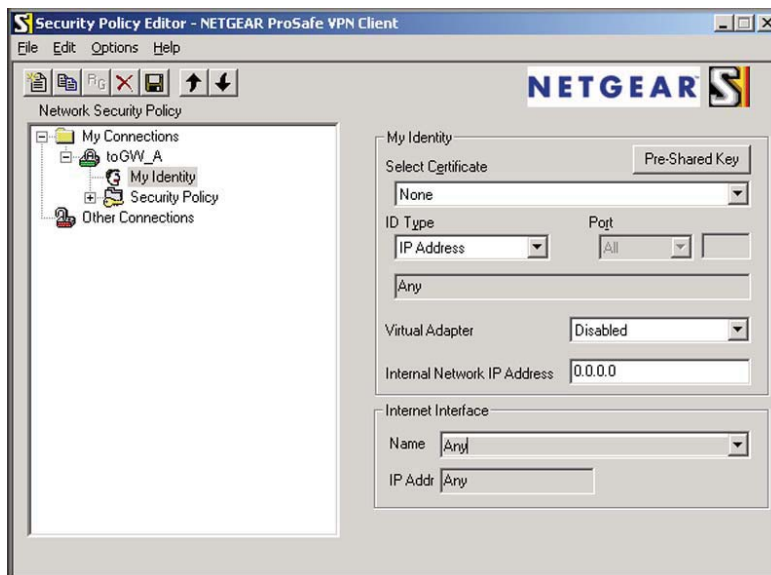 Security Policy Editor - NETGEAR ProSafe VPN Client
File Edit Options Help
NETGEAR
Network Security Policy
My Connections
toGW_A
My Identity
Security Policy
Other Connections
My Identity
Select Certificate
Pre-Shared Key
None
ID Type
Port
IP Address
All
Any
Virtual Adapter
Disabled
Internal Network IP Address
0.0.0.0
Internet Interface
Name
Any
IP Addr
Any